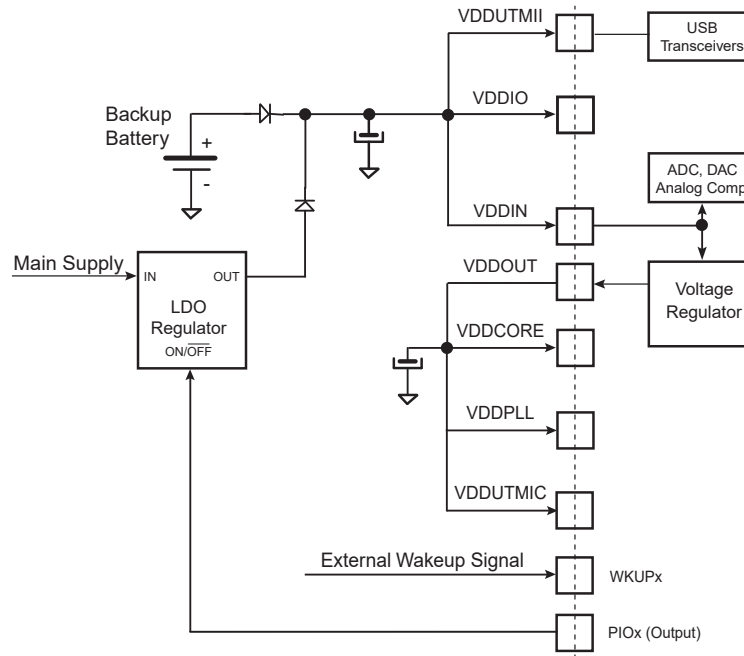 VDDUTMII
USB
Transceivers
VDDIO
Backup
Battery
+
-
ADC, DAC
Analog Comp
VDDIN
Main Supply
IN
OUT
LDO
Regulator
ON/OFF
VDDOUT
Voltage
Regulator
VDDCORE
VDDPLL
VDDUTMIC
External Wakeup Signal
WKUPx
PIOx (Output)